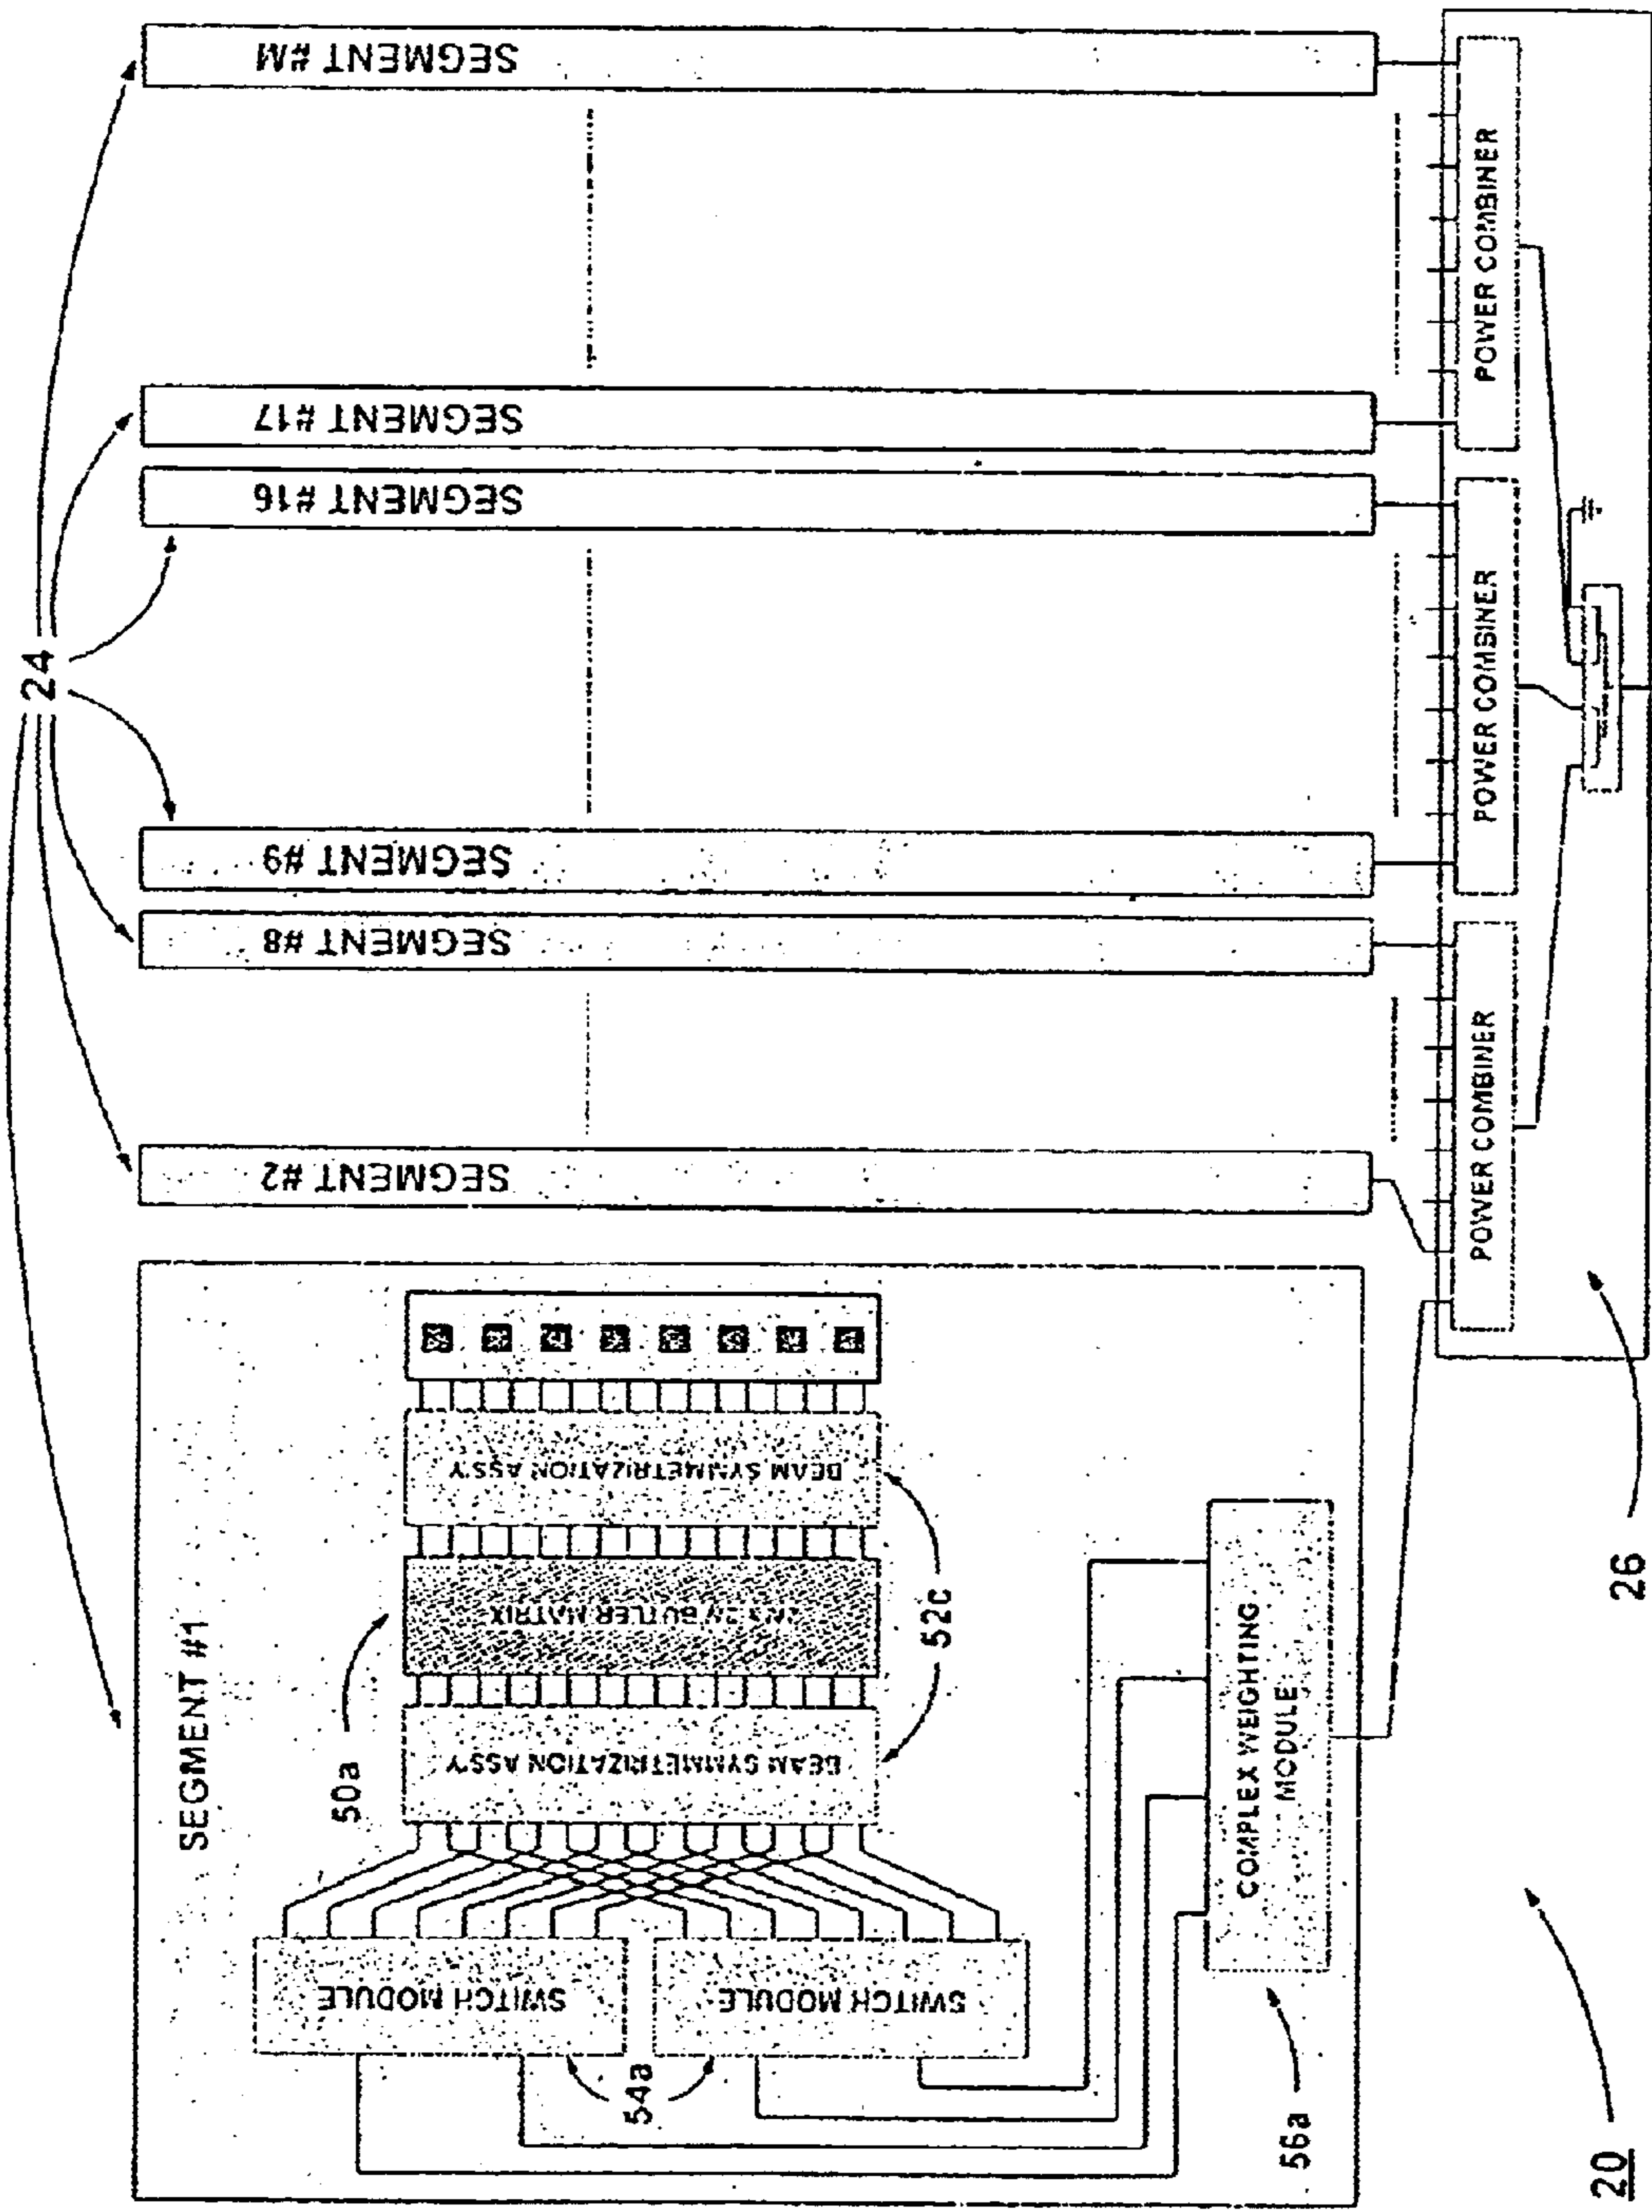 24
SEGMENT #1
SEGMENT #2
SEGMENT #8
SEGMENT #9
SEGMENT #16
SEGMENT #17
SEGMENT #M
50a
SWITCH MODULE
SWITCH MODULE
54a
BEAM SYMMETRIZATION ASSY
BUTLER MATRIX
BEAM SYMMETRIZATION ASSY
52c
COMPLEX WEIGHTING
MODULE
56a
POWER COMBINER
POWER COMBINER
POWER COMBINER
20
26